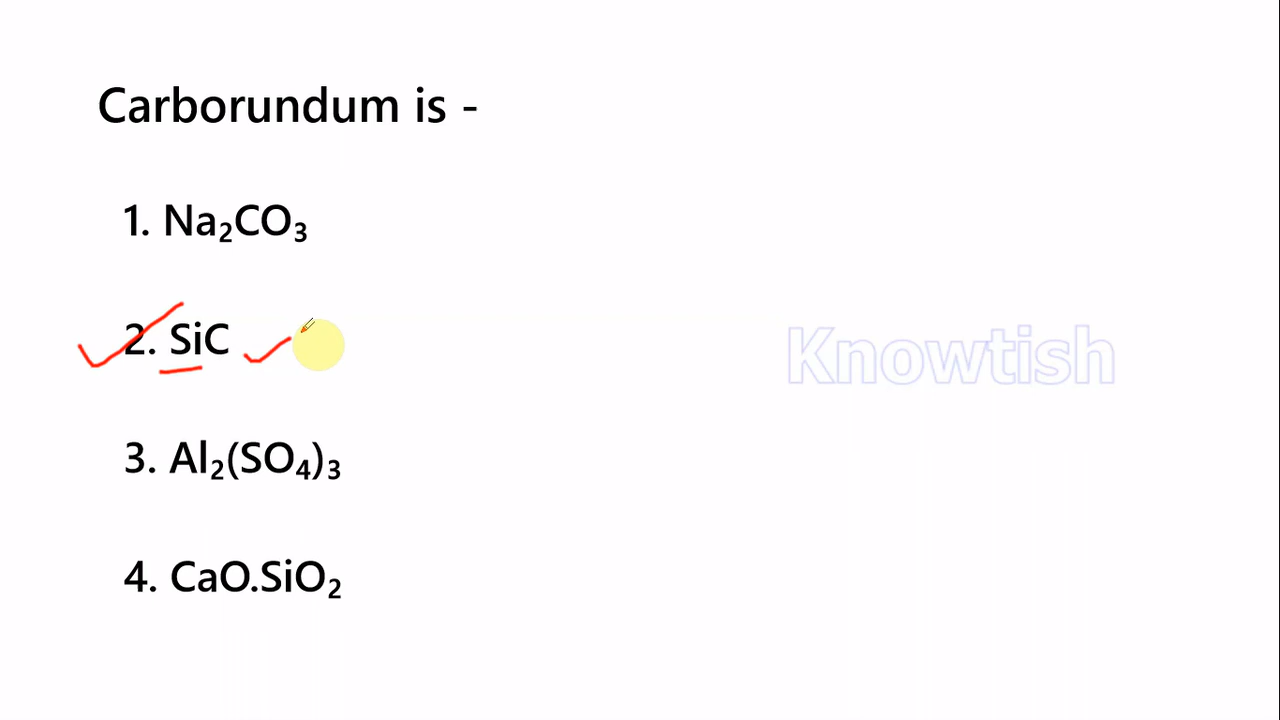 Carborundum is -
1. Na₂CO₃
2. SiC
Knowtish
3. Al₂(SO₄)₃
4. CaO.SiO₂